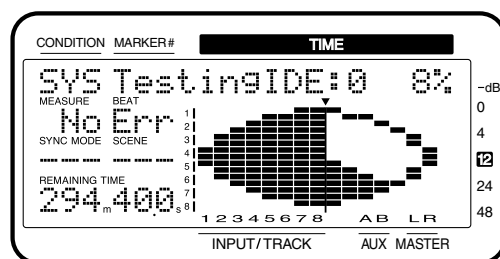 CONDITION MARKER# TIME
SYS TestingIDE:0 8%
MEASURE BEAT
No Err
SYNC MODE SCENE
--- ---
REMAINING TIME
294m40.0s
1
2
3
4
5
6
7
8
1 2 3 4 5 6 7 8 A B L R
INPUT/TRACK AUX MASTER
-dB
0
4
12
24
48